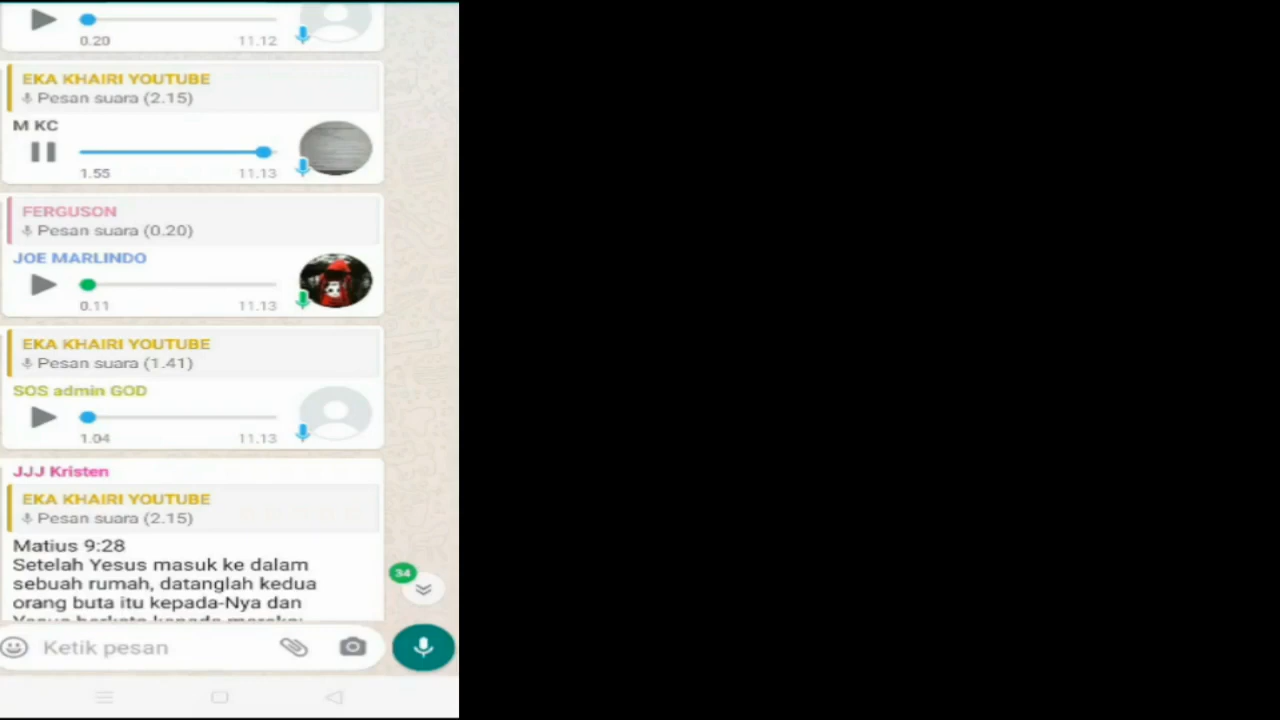 0.20 11.12
EKA KHAIRI YOUTUBE
Pesan suara (2.15)
M KC
1.55 11.13
FERGUSON
Pesan suara (0.20)
JOE MARLINDO
0.11 11.13
EKA KHAIRI YOUTUBE
Pesan suara (1.41)
SOS admin GOD
1.04 11.13
JJJ Kristen
EKA KHAIRI YOUTUBE
Pesan suara (2.15)
Matius 9:28
Setelah Yesus masuk ke dalam
sebuah rumah, datanglah kedua
orang buta itu kepada-Nya dan
34
Ketik pesan